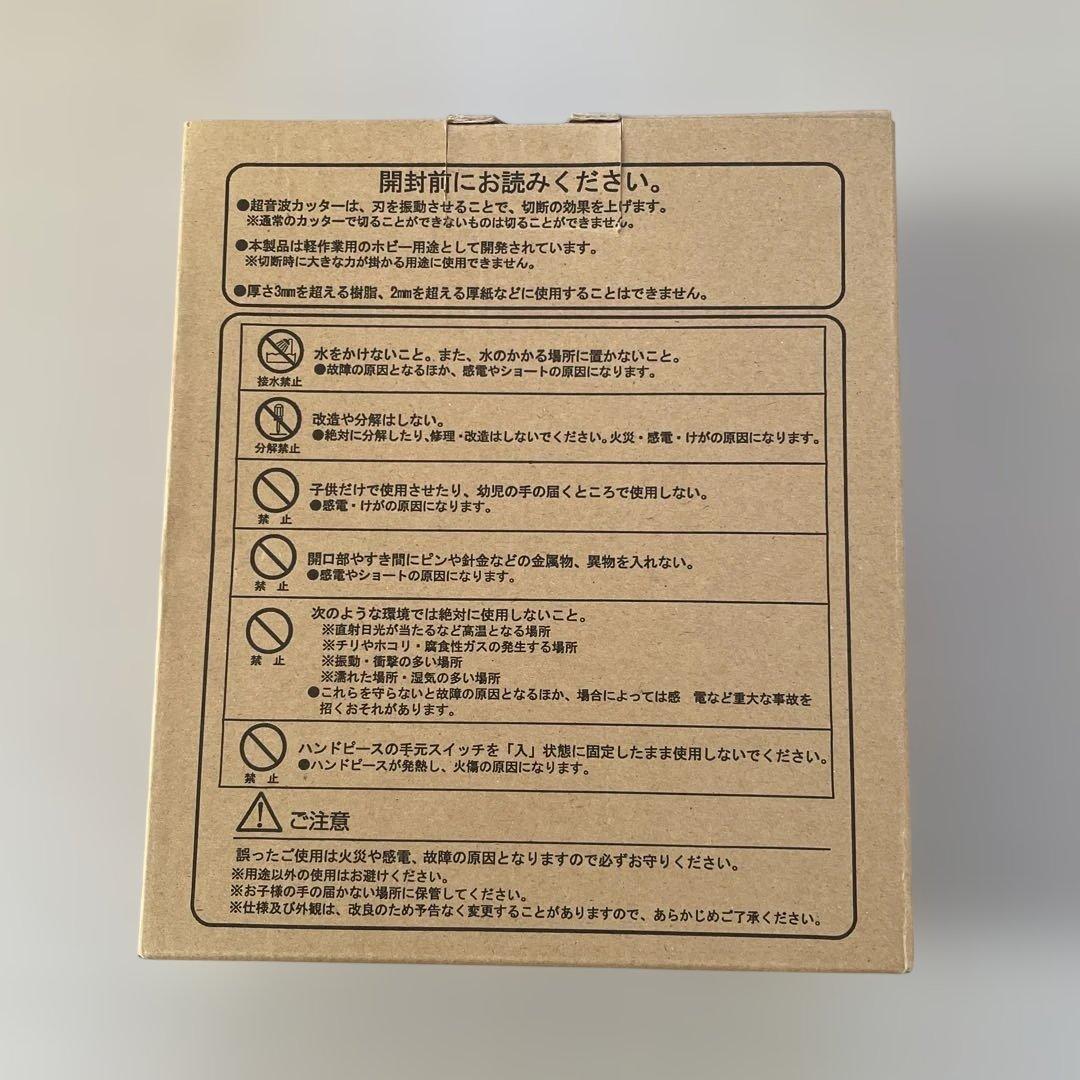 開封前にお読みください。
●超音波カッターは、刃を振動させることで、切断の効果を上げます。
※通常のカッターで切ることができないものは切ることができません。
●本製品は軽作業用のホビー用途として開発されています。
※切断時に大きな力が掛かる用途に使用できません。
●厚さ3mmを超える樹脂、2mmを超える厚紙などに使用することはできません。
水をかけないこと。また、水のかかる場所に置かないこと。
●故障の原因となるほか、感電やショートの原因になります。
接水禁止
改造や分解はしない。
●絶対に分解したり、修理・改造はしないでください。火災・感電・けがの原因になります。
分解禁止
子供だけで使用させたり、幼児の手の届くところで使用しない。
●感電・けがの原因になります。
禁 止
開口部やすき間にピンや針金などの金属物、異物を入れない。
●感電やショートの原因になります。
禁 止
次のような環境では絶対に使用しないこと。
※直射日光が当たるなど高温となる場所
※チリやホコリ・腐食性ガスの発生する場所
禁 止
※振動・衝撃の多い場所
※濡れた場所・湿気の多い場所
●これらを守らないと故障の原因となるほか、場合によっては感 電など重大な事故を
招くおそれがあります。
ハンドピースの手元スイッチを「入」状態に固定したまま使用しないでください。
●ハンドピースが発熱し、火傷の原因になります。
禁 止
ご注意
誤ったご使用は火災や感電、故障の原因となりますので必ずお守りください。
※用途以外の使用はお避けください。
※お子様の手の届かない場所に保管してください。
※仕様及び外観は、改良のため予告なく変更することがありますので、あらかじめご了承ください。